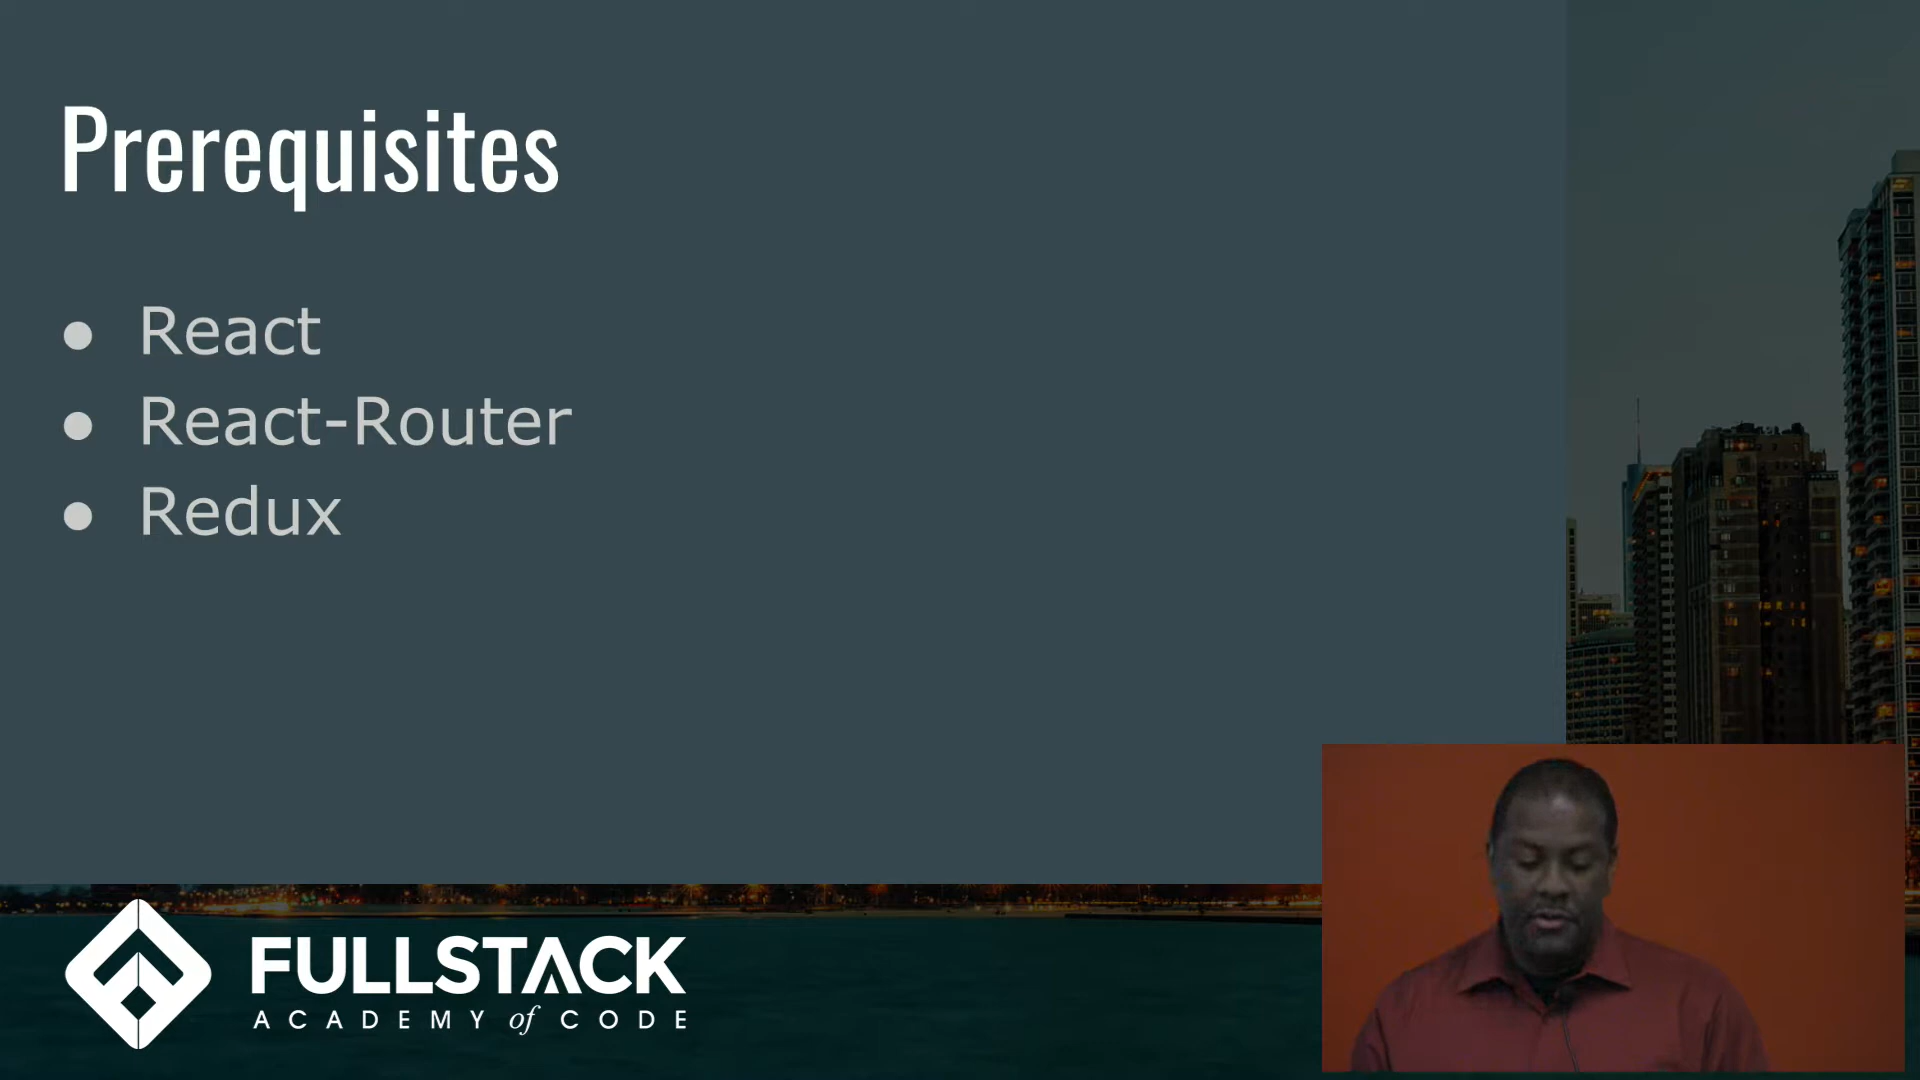 Prerequisites
● React
● React-Router
● Redux
FULLSTACK
ACADEMY of CODE